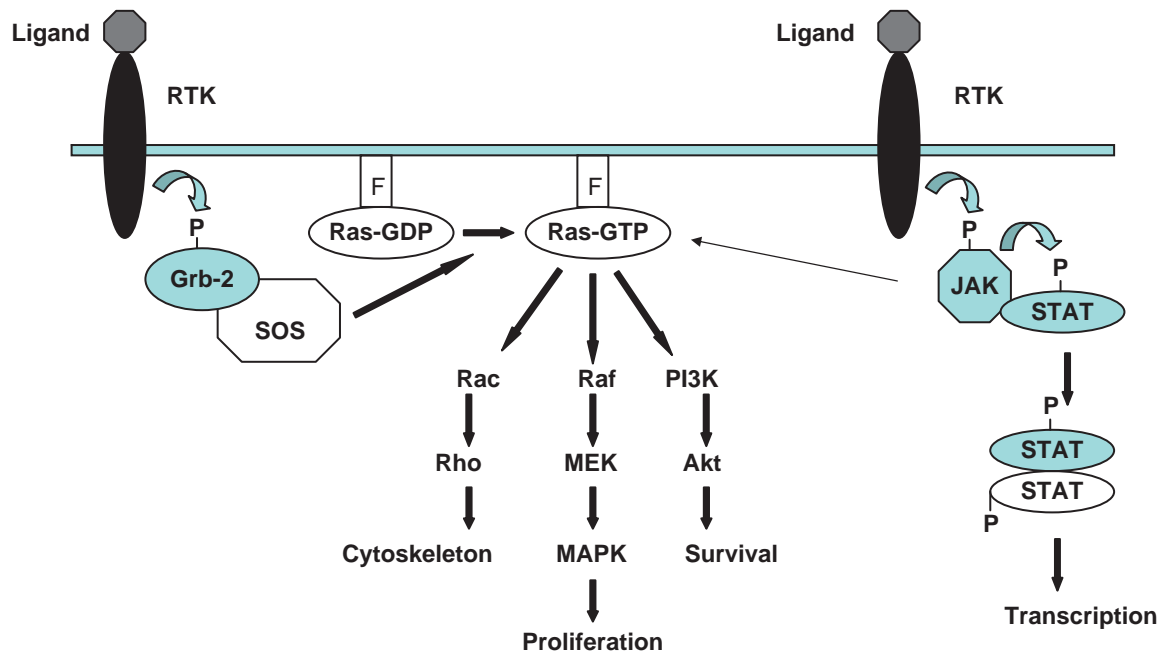 Ligand
Ligand
RTK
RTK
F
F
P
Ras-GDP
Ras-GTP
P
Grb-2
P
JAK
SOS
STAT
Rac
Raf
PI3K
P
Rho
MEK
Akt
STAT
STAT
P
Cytoskeleton
MAPK
Survival
Transcription
Proliferation